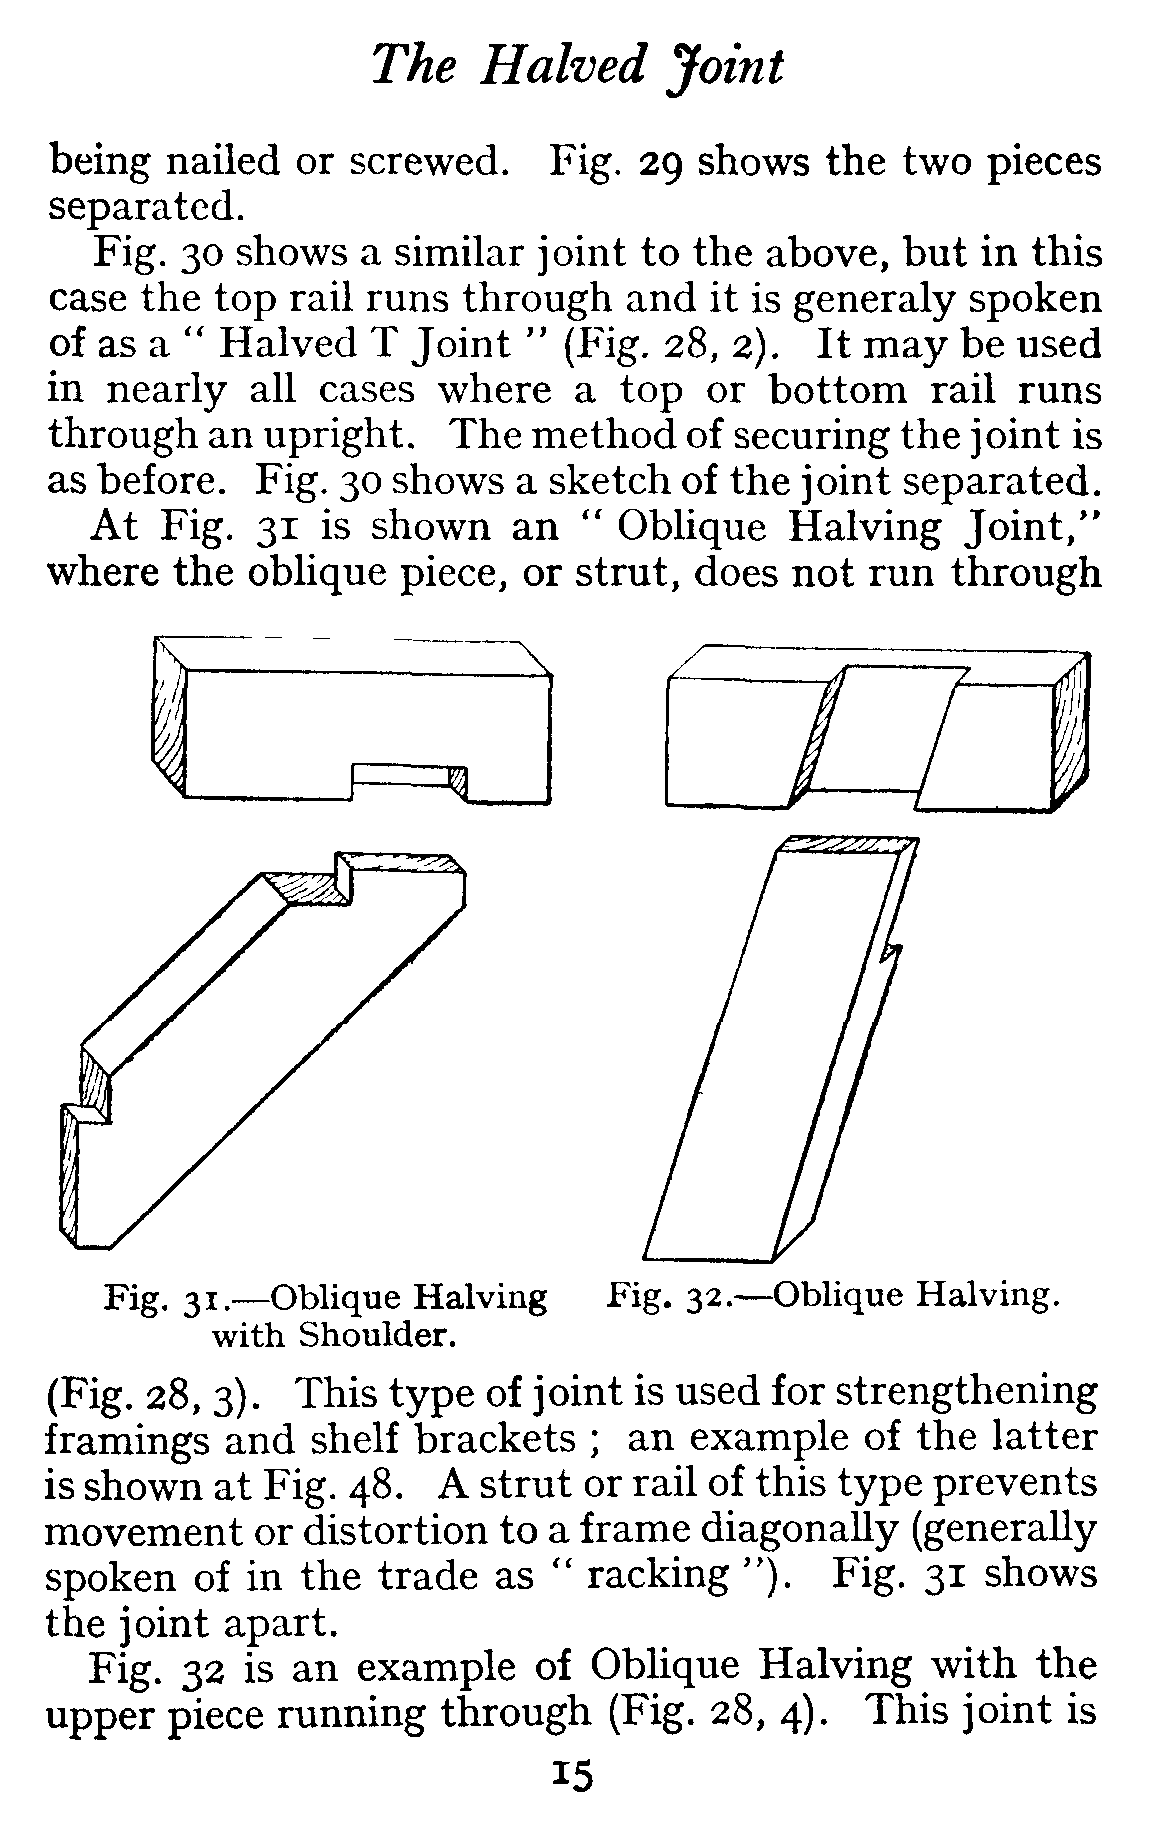 The Halved Joint
being nailed or screwed. Fig. 29 shows the two pieces
separated.
Fig. 30 shows a similar joint to the above, but in this
case the top rail runs through and it is generaly spoken
of as a “ Halved T Joint ” (Fig. 28, 2). It may be used
in nearly all cases where a top or bottom rail runs
through an upright. The method of securing the joint is
as before. Fig. 30 shows a sketch of the joint separated.
At Fig. 31 is shown an “ Oblique Halving Joint,”
where the oblique piece, or strut, does not run through
Fig. 31.—Oblique Halving
with Shoulder.
Fig. 32.—Oblique Halving.
(Fig. 28, 3). This type of joint is used for strengthening
framings and shelf brackets ; an example of the latter
is shown at Fig. 48. A strut or rail of this type prevents
movement or distortion to a frame diagonally (generally
spoken of in the trade as “ racking ”). Fig. 31 shows
the joint apart.
Fig. 32 is an example of Oblique Halving with the
upper piece running through (Fig. 28, 4). This joint is
15